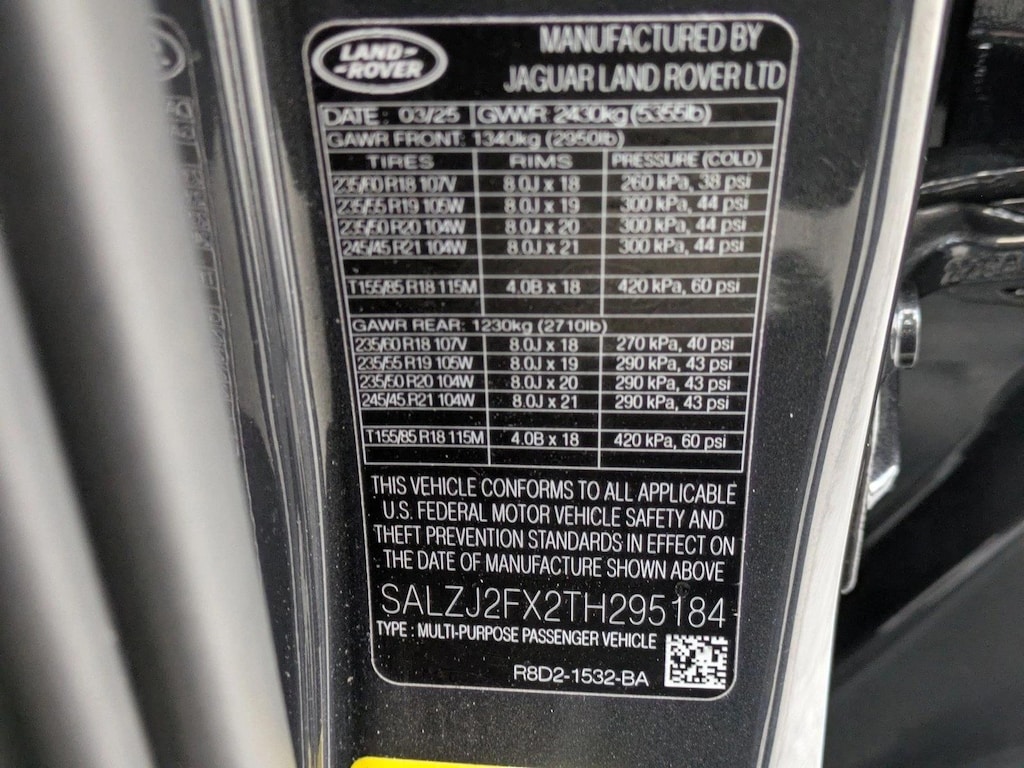 LAND-
-ROVER
MANUFACTURED BY
JAGUAR LAND ROVER LTD
DATE: 03/25 GVWR 2430kg (5355lb)
GAWR FRONT: 1340kg (2950lb)
TIRES RIMS PRESSURE (COLD)
235/60 R18 107V 8.0J x 18 260 kPa, 38 psi
235/55 R19 105W 8.0J x 19 300 kPa, 44 psi
235/50 R20 104W 8.0J x 20 300 kPa, 44 psi
245/45 R21 104W 8.0J x 21 300 kPa, 44 psi
T155/85 R18 115M 4.0B x 18 420 kPa, 60 psi
GAWR REAR: 1230kg (2710lb)
235/60 R18 107V 8.0J x 18 270 kPa, 40 psi
235/55 R19 105W 8.0J x 19 290 kPa, 43 psi
235/50 R20 104W 8.0J x 20 290 kPa, 43 psi
245/45 R21 104W 8.0J x 21 290 kPa, 43 psi
T155/85 R18 115M 4.0B x 18 420 kPa, 60 psi
THIS VEHICLE CONFORMS TO ALL APPLICABLE
U.S. FEDERAL MOTOR VEHICLE SAFETY AND
THEFT PREVENTION STANDARDS IN EFFECT ON
THE DATE OF MANUFACTURE SHOWN ABOVE
SALZJ2FX2TH295184
TYPE : MULTI-PURPOSE PASSENGER VEHICLE
R8D2-1532-BA